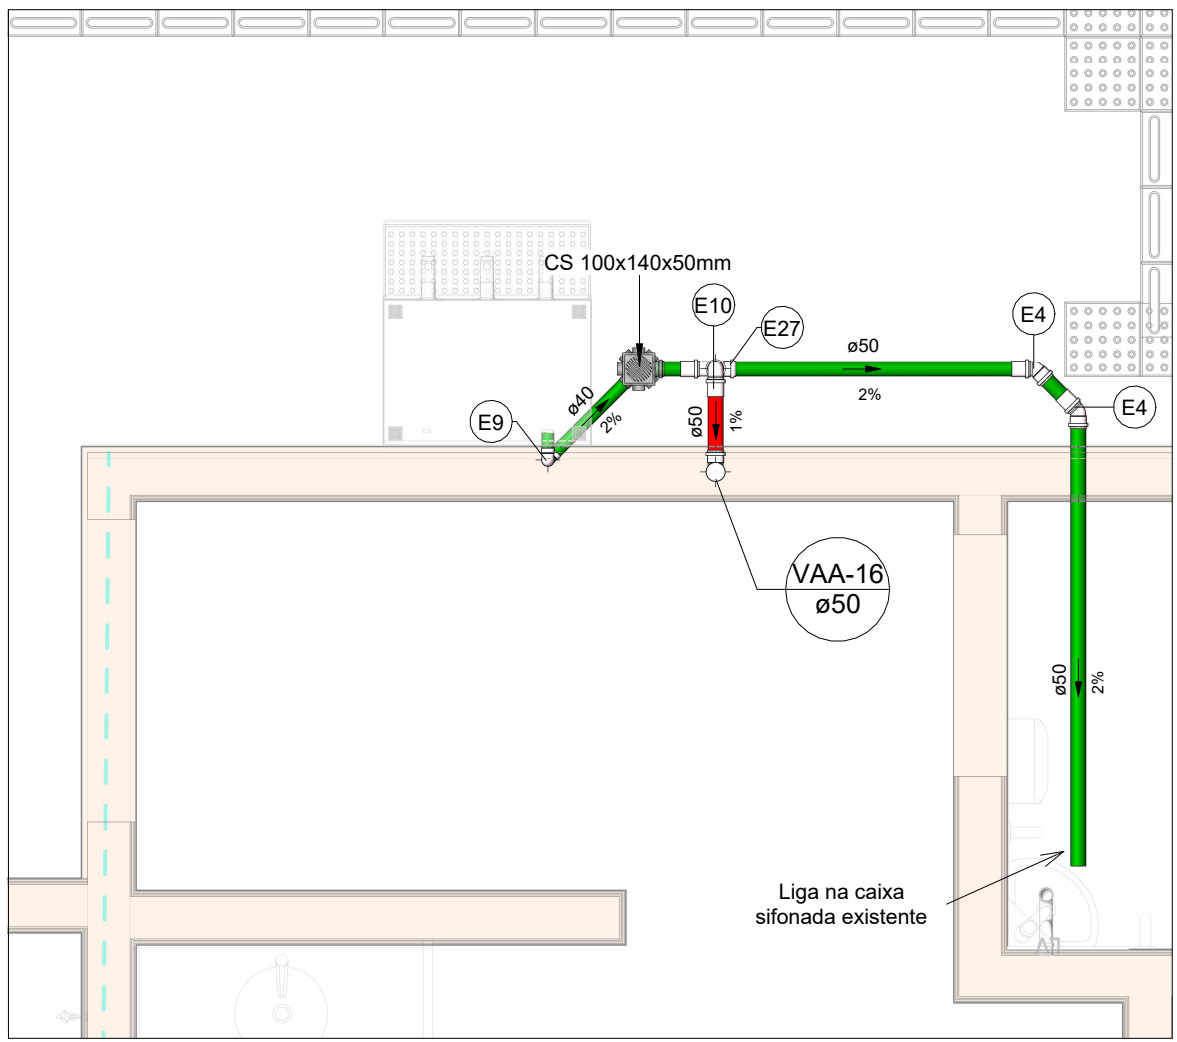 CS 100x140x50mm
E10
E27
E4
ø50
2%
E4
E9
ø40
2%
ø50
1%
VAA-16
ø50
ø50
2%
Liga na caixa
sifonada existente